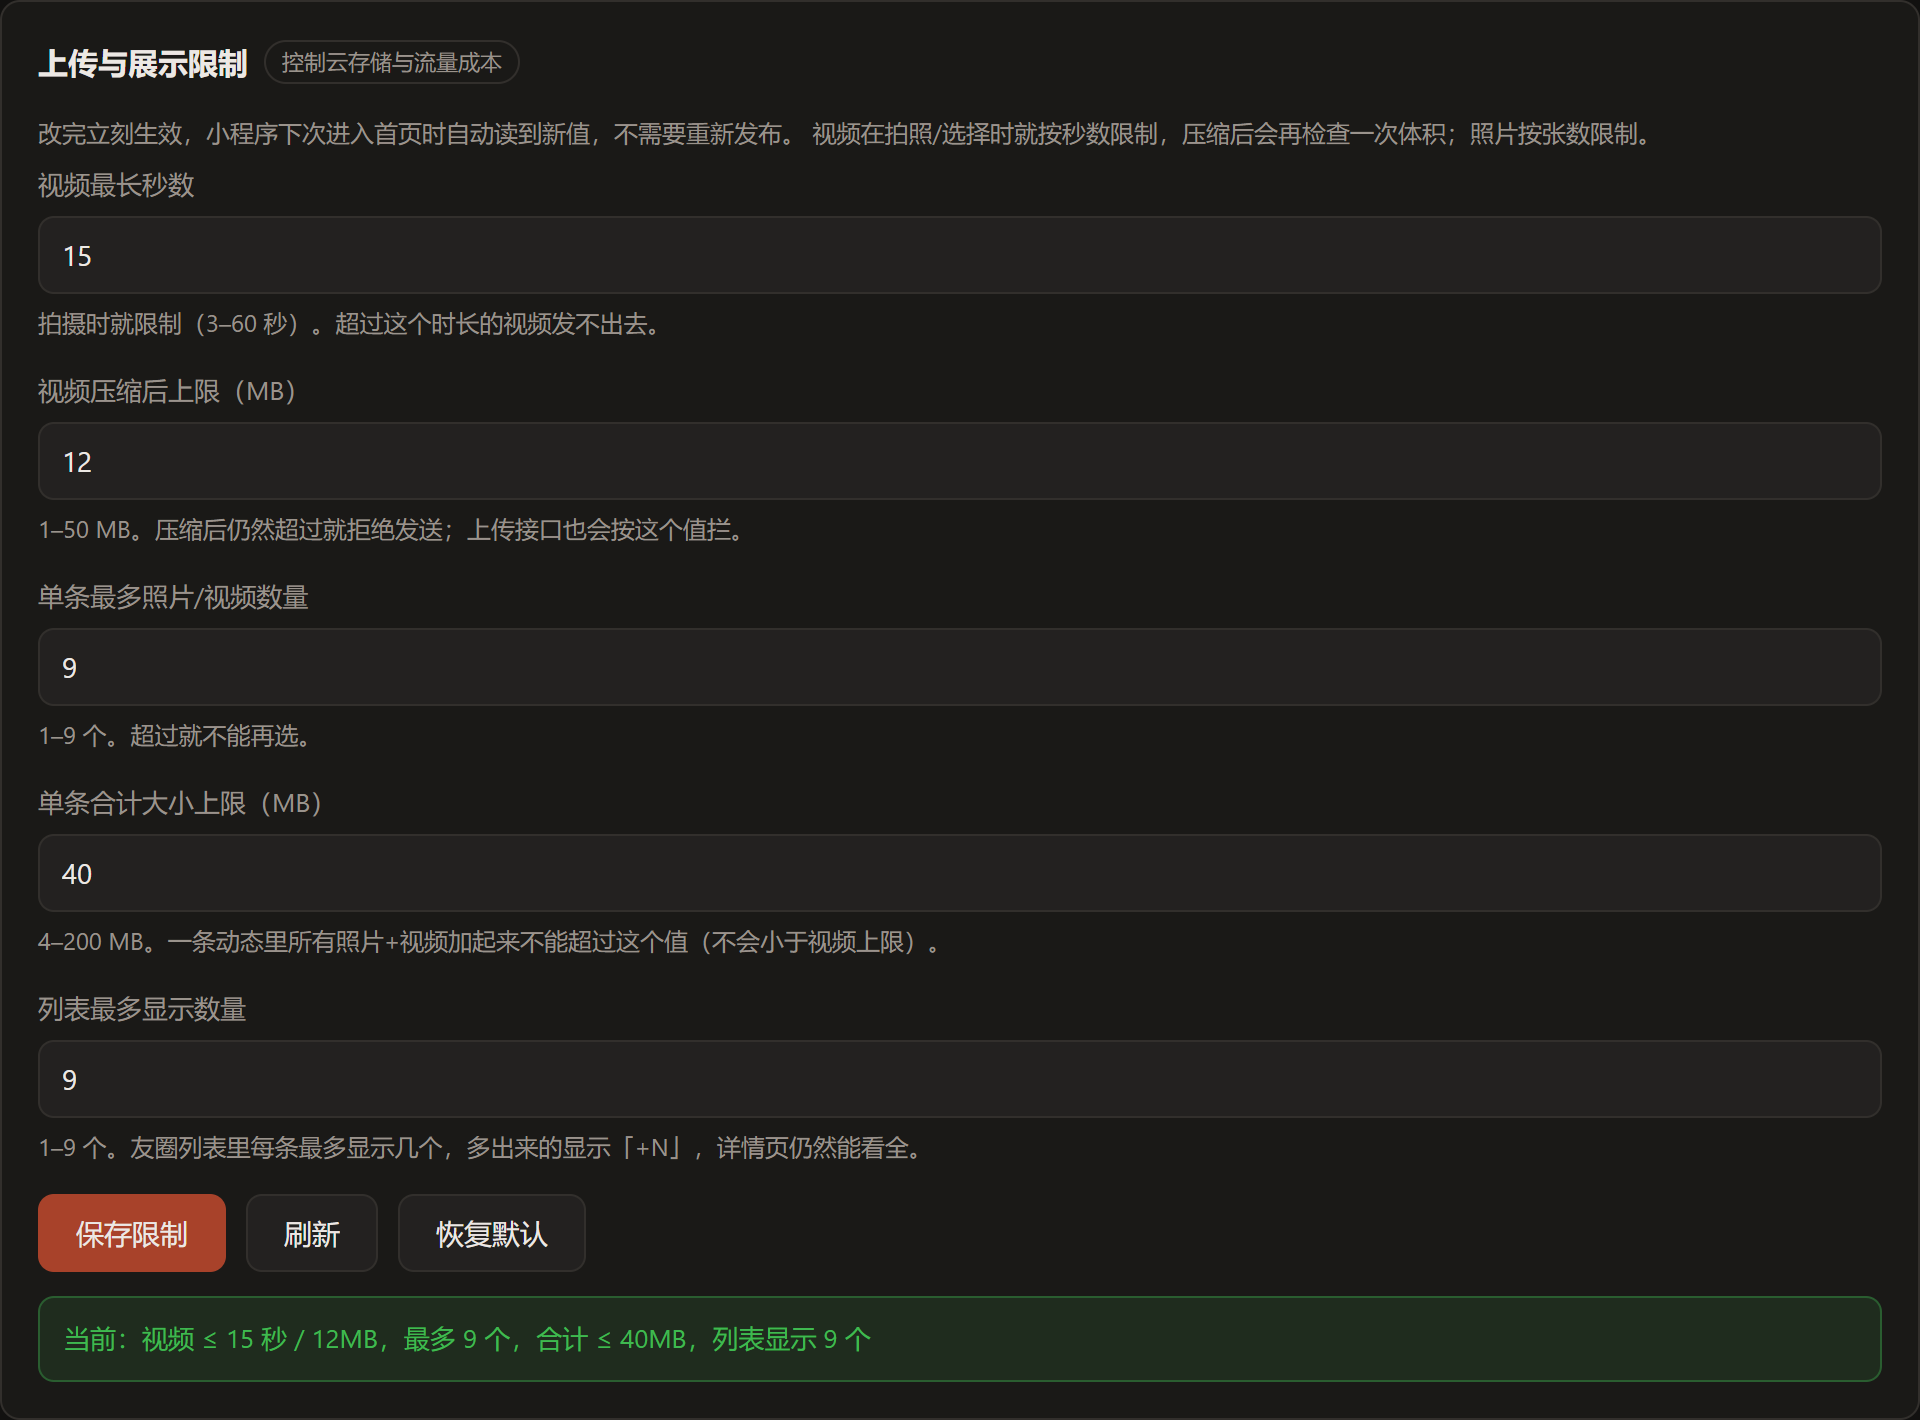 上传与展示限制 控制云存储与流量成本
改完立刻生效，小程序下次进入首页时自动读到新值，不需要重新发布。 视频在拍照/选择时就按秒数限制，压缩后会再检查一次体积；照片按张数限制。
视频最长秒数
15
拍摄时就限制（3–60 秒）。超过这个时长的视频发不出去。
视频压缩后上限（MB）
12
1–50 MB。压缩后仍然超过就拒绝发送；上传接口也会按这个值拦。
单条最多照片/视频数量
9
1–9 个。超过就不能再选。
单条合计大小上限（MB）
40
4–200 MB。一条动态里所有照片+视频加起来不能超过这个值（不会小于视频上限）。
列表最多显示数量
9
1–9 个。友圈列表里每条最多显示几个，多出来的显示「+N」，详情页仍然能看全。
保存限制 刷新 恢复默认
当前：视频 ≤ 15 秒 / 12MB，最多 9 个，合计 ≤ 40MB，列表显示 9 个